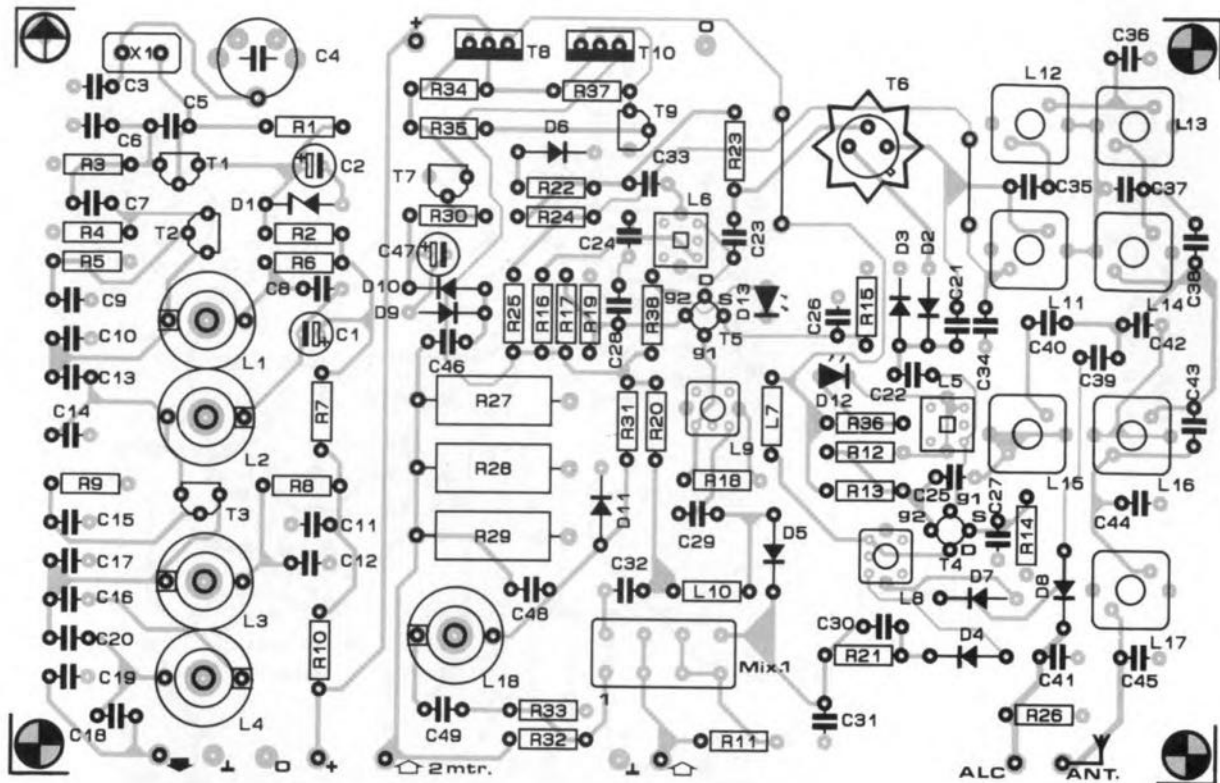 C36
+
O
X1
C4
T8
T10
C3
R34
R37
T6
L12
T9
L13
C5
R1
R35
D6
R23
C6
R3
T1
C2
C33
T7
R22
C35
C37
C7
D1
R30
R24
L6
R4
T2
R2
C47
C24
C23
D3
D2
R5
R6
D10
D
C21
C38
C8
R25
R16
R17
R19
R38
g2
S
D13
C26
R15
L11
L14
C9
D9
C28
T5
C34
C40
C42
C10
C1
g1
L1
C46
C39
C13
D12
C22
L5
C43
R7
R27
R31
R20
L7
R36
C14
L9
R12
L2
R28
R18
L15
L16
R9
R8
R13
C25
g1
C27
T3
D11
g2
S
C44
C15
C11
R29
C29
D5
D
R14
C17
C12
T4
C32
D7
D8
C16
C48
L10
L8
L3
C30
C20
R10
D4
L17
Mix.1
R21
C19
L18
1
C41
C45
R33
C31
R26
C18
L4
C49
R32
R11
⊥
O
+
2mtr.
⊥
ALC
ANT.